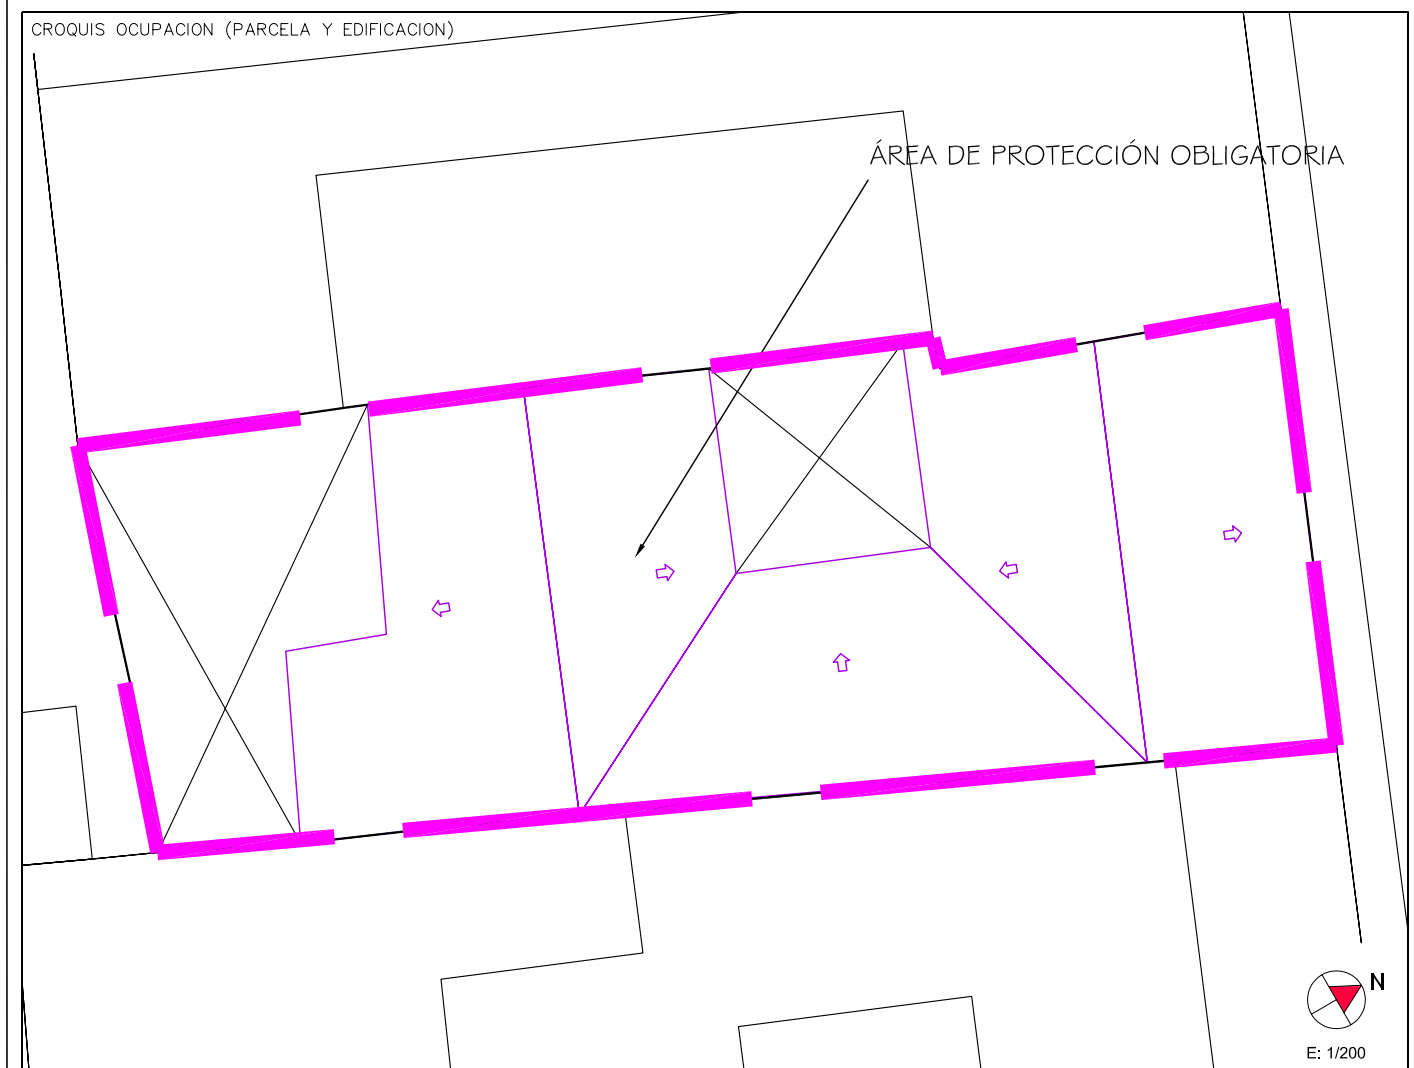 CROQUIS OCUPACION (PARCELA Y EDIFICACION)
ÁREA DE PROTECCIÓN OBLIGATORIA
N
E: 1/200